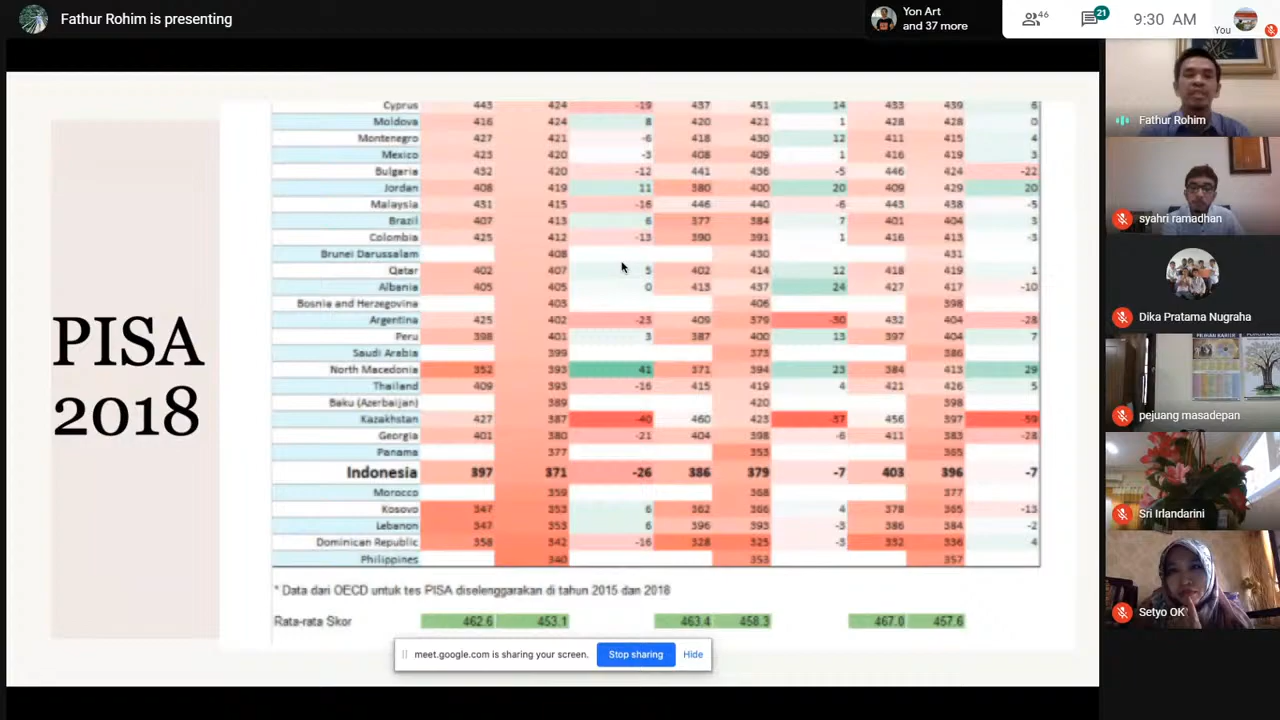 Fathur Rohim is presenting
Yon Art
and 37 more
46
21
9:30 AM
You
PISA
2018
Cyprus 443 424 -19 437 451 14 433 439 6
Moldova 416 424 8 420 421 1 428 428 0
Montenegro 427 421 -6 418 430 12 411 415 4
Mexico 423 420 -3 408 409 1 416 419 3
Bulgaria 432 420 -12 441 436 -5 446 424 -22
Jordan 408 419 11 380 400 20 409 429 20
Malaysia 431 415 -16 446 440 -6 443 438 -5
Brazil 407 413 6 377 384 7 401 404 3
Colombia 425 412 -13 390 391 1 416 413 -3
Brunei Darussalam 408 430 431
Qatar 402 407 5 402 414 12 418 419 1
Albania 405 405 0 413 437 24 427 417 -10
Bosnia and Herzegovina 403 406 398
Argentina 425 402 -23 409 379 -30 432 404 -28
Peru 398 401 3 387 400 13 397 404 7
Saudi Arabia 399 373 386
North Macedonia 352 393 41 371 394 23 384 413 29
Thailand 409 393 -16 415 419 4 421 426 5
Baku (Azerbaijan) 389 420 398
Kazakhstan 427 387 -40 460 423 -37 456 397 -59
Georgia 401 380 -21 404 398 6 411 383 -28
Panama 377 353 365
Indonesia 397 371 -26 386 379 -7 403 396 -7
Morocco 359 368 377
Kosovo 347 353 6 362 366 4 378 365 -13
Lebanon 347 353 6 396 393 -3 386 384 -2
Dominican Republic 358 342 -16 328 325 -3 332 336 4
Philippines 340 353 357
* Data dari OECD untuk tes PISA diselenggarakan di tahun 2015 dan 2018
Rata-rata Skor 462.6 453.1 463.4 458.3 467.0 457.6
meet.google.com is sharing your screen. Stop sharing Hide
Fathur Rohim
syahri ramadhan
Dika Pratama Nugraha
pejuang masadepan
Sri Irlandarini
Setyo OK